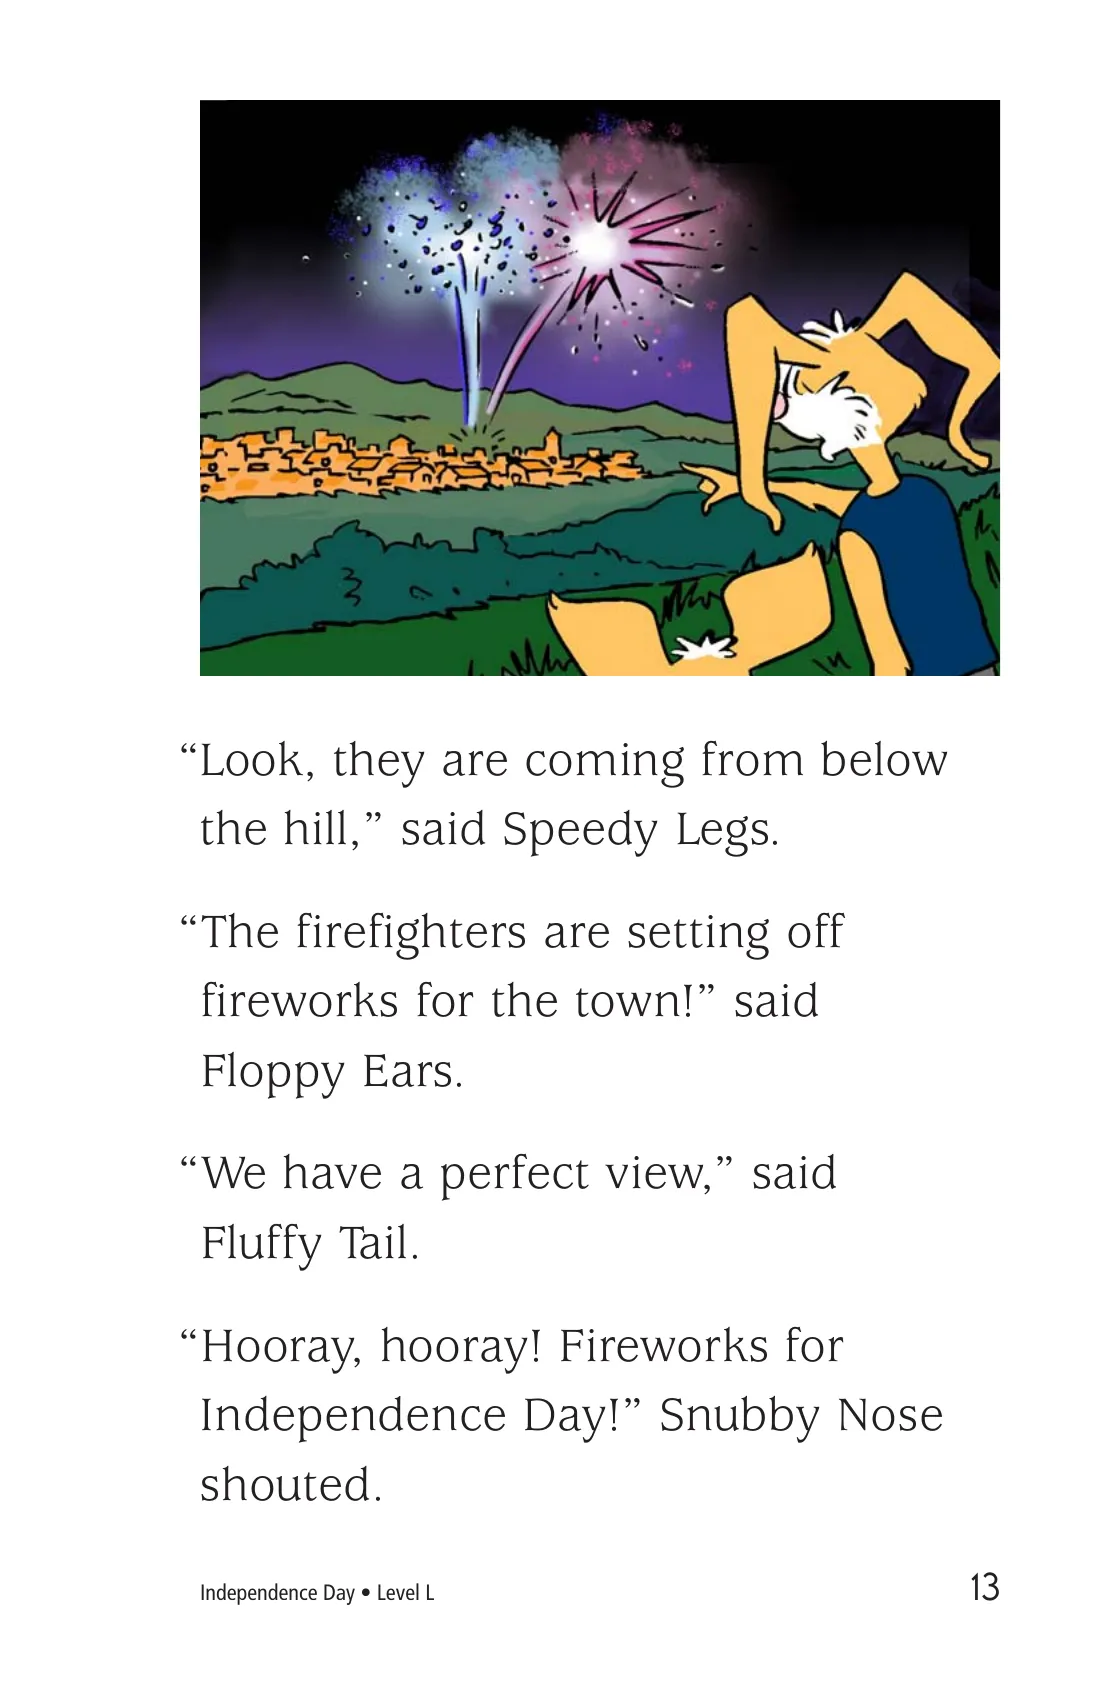 “Look, they are coming from below
the hill,” said Speedy Legs.
“The firefighters are setting off
fireworks for the town!” said
Floppy Ears.
“We have a perfect view,” said
Fluffy Tail.
“Hooray, hooray! Fireworks for
Independence Day!” Snubby Nose
shouted.
Independence Day • Level L
13